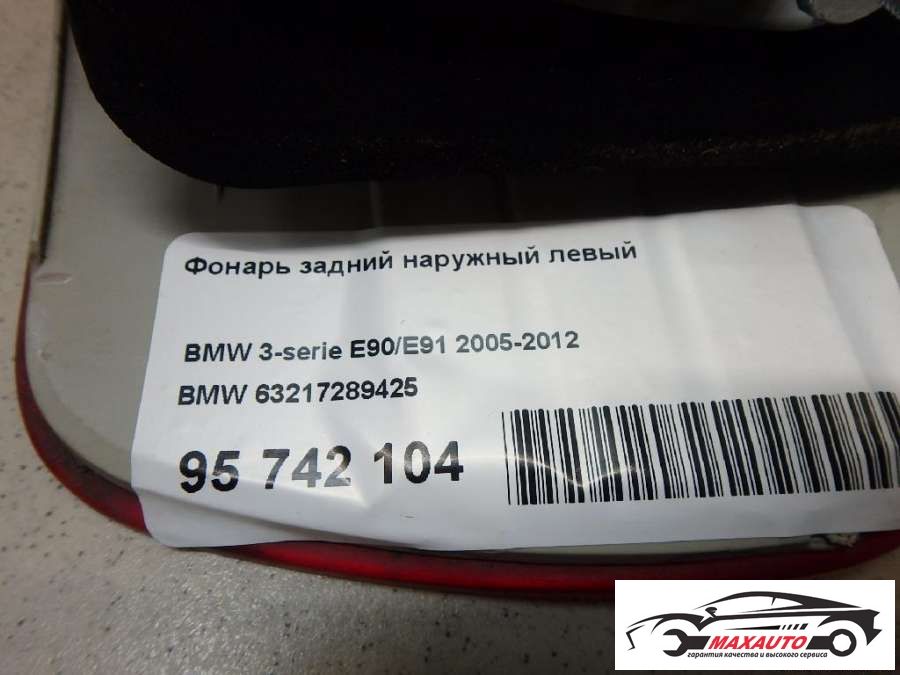 Фонарь задний наружный левый
BMW 3-serie E90/E91 2005-2012
BMW 63217289425
95 742 104
MAXAUTO
гарантия качества и высокого сервиса